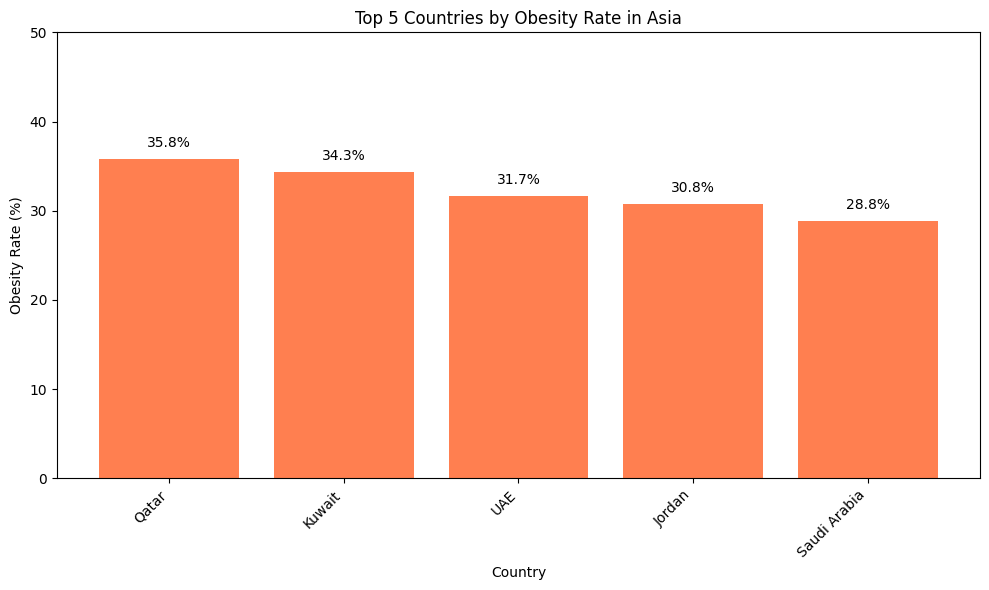 Top 5 Countries by Obesity Rate in Asia
50
40
30
20
10
0
Obesity Rate (%)
35.8%
34.3%
31.7%
30.8%
28.8%
Qatar
Kuwait
UAE
Jordan
Saudi Arabia
Country